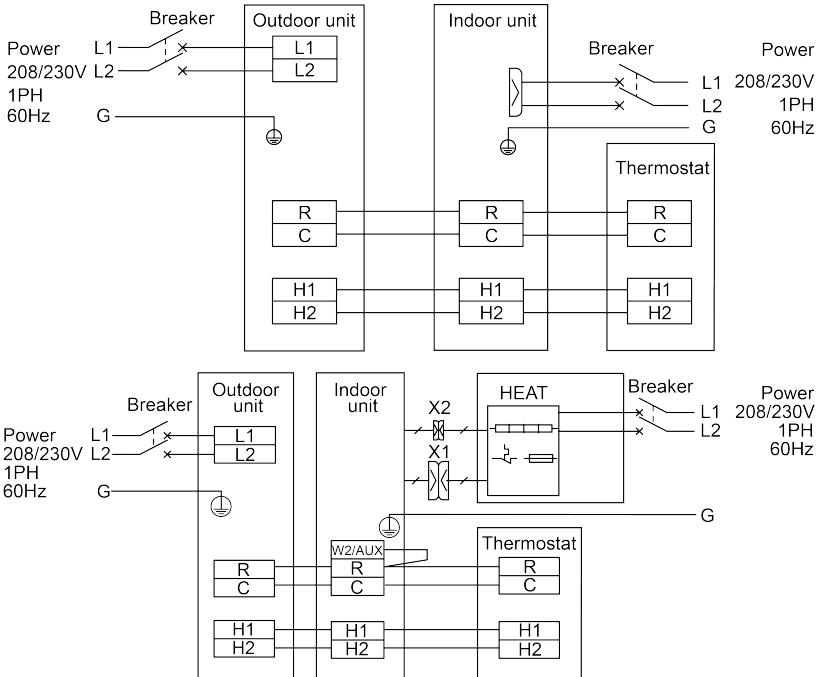 Breaker
Outdoor unit
Indoor unit
Power L1
208/230V L2
1PH
60Hz G
L1
L2
Breaker
Power
L1 208/230V
L2 1PH
G 60Hz
Thermostat
R R R
C C C
H1 H1 H1
H2 H2 H2
Outdoor
unit
Indoor
unit
HEAT
Breaker
Breaker
X2
X1
Power L1
208/230V L2
1PH
60Hz G
L1
L2
Power
L1 208/230V
L2 1PH
60Hz
G
Thermostat
W2/AUX
R R R
C C C
H1 H1 H1
H2 H2 H2